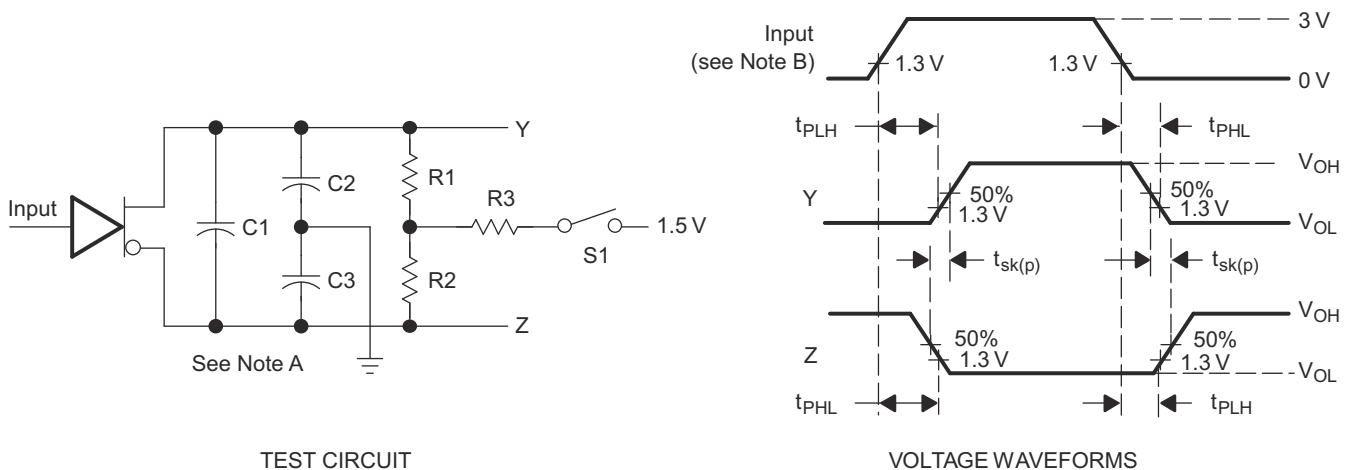 Input
Y
C1
C2
C3
R1
R2
R3
S1
1.5 V
Z
See Note A
TEST CIRCUIT
Input
(see Note B)
1.3 V
1.3 V
3 V
0 V
tPLH
tPHL
Y
50%
1.3 V
50%
1.3 V
VOH
VOL
tsk(p)
tsk(p)
Z
50%
1.3 V
50%
1.3 V
VOH
VOL
tPHL
tPLH
VOLTAGE WAVEFORMS